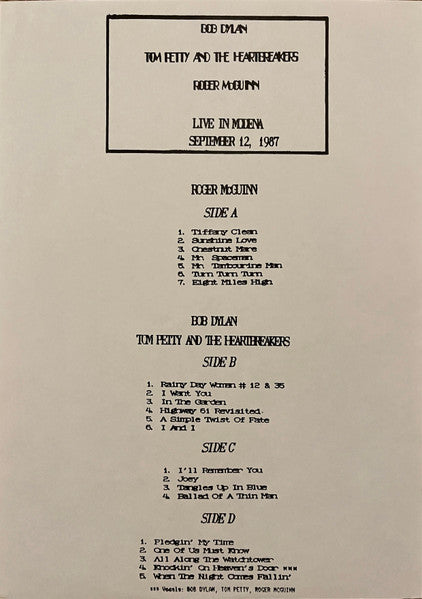 BOB DYLAN
TOM PETTY AND THE HEARTBREAKERS
ROGER McGUINN
LIVE IN MODENA
SEPTEMBER 12, 1987
ROGER McGUINN
SIDE A
1. Tiffany Clean
2. Sunshine Love
3. Chestnut Mare
4. Mr. Spaceman
5. Mr. Tambourine Man
6. Turn Turn Turn
7. Eight Miles High
BOB DYLAN
TOM PETTY AND THE HEARTBREAKERS
SIDE B
1. Rainy Day Woman # 12 & 35
2. I Want You
3. In The Garden
4. Highway 61 Revisited.
5. A Simple Twist Of Fate
6. I And I
SIDE C
1. I'll Remember You
2. Joey
3. Tangles Up In Blue
4. Ballad Of A Thin Man
SIDE D
1. Pledgin' My Time
2. One Of Us Must Know
3. All Along The Watchtower
4. Knockin' On Heaven's Door ***
5. When The Night Comes Fallin'
*** Vocals: BOB DYLAN, TOM PETTY, ROGER McGUINN